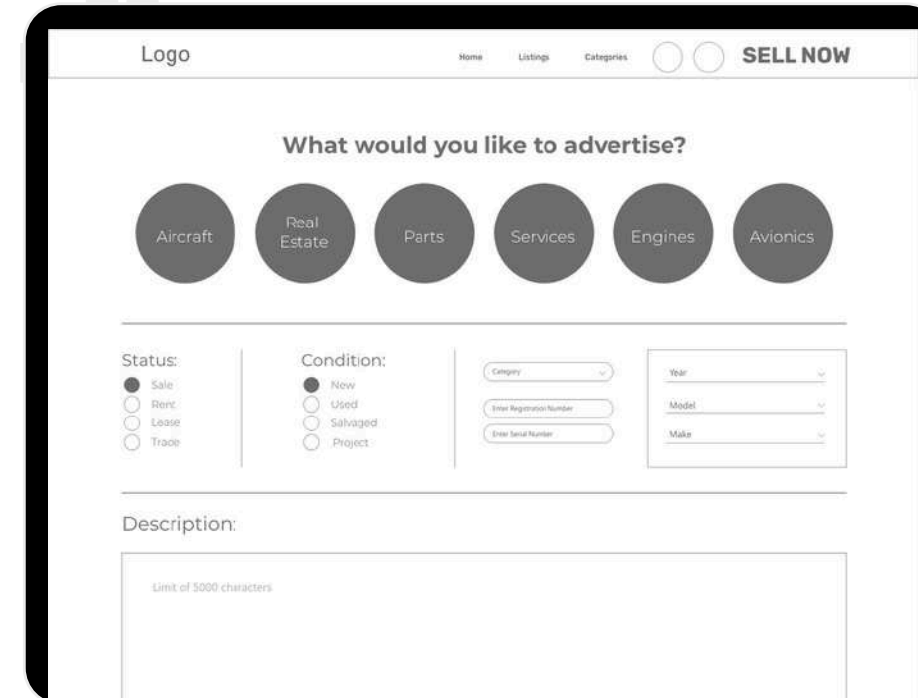 Logo
Home Listings Categories SELL NOW
What would you like to advertise?
Aircraft
Real
Estate
Parts
Services
Engines
Avionics
Status:
Sale
Rent
Lease
Trade
Condition:
New
Used
Salvaged
Project
Category
Enter Registration Number
Enter Serial Number
Year
Model
Make
Description:
Limit of 5000 characters